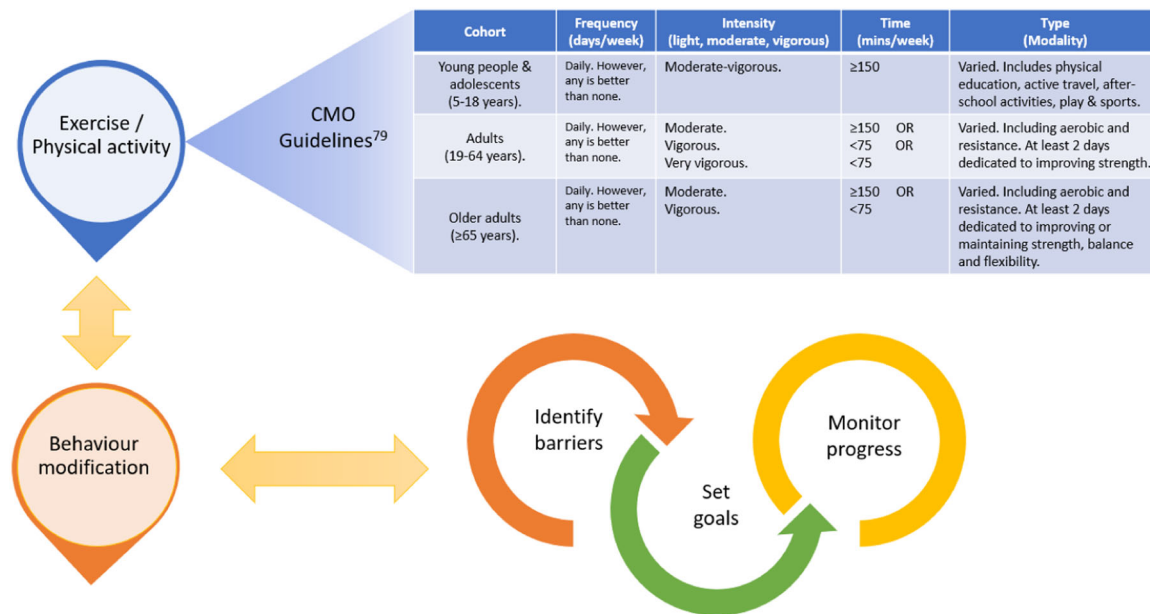 Exercise /
Physical activity
CMO
Guidelines79
Cohort
Frequency
(days/week)
Intensity
(light, moderate, vigorous)
Time
(mins/week)
Type
(Modality)
Young people &
adolescents
(5-18 years).
Daily. However,
any is better
than none.
Moderate-vigorous.
≥150
Varied. Includes physical
education, active travel, after-
school activities, play & sports.
Adults
(19-64 years).
Daily. However,
any is better
than none.
Moderate.
Vigorous.
Very vigorous.
≥150 OR
<75 OR
<75
Varied. Including aerobic and
resistance. At least 2 days
dedicated to improving strength.
Older adults
(≥65 years).
Daily. However,
any is better
than none.
Moderate.
Vigorous.
≥150 OR
<75
Varied. Including aerobic and
resistance. At least 2 days
dedicated to improving or
maintaining strength, balance
and flexibility.
Behaviour
modification
Identify
barriers
Set
goals
Monitor
progress